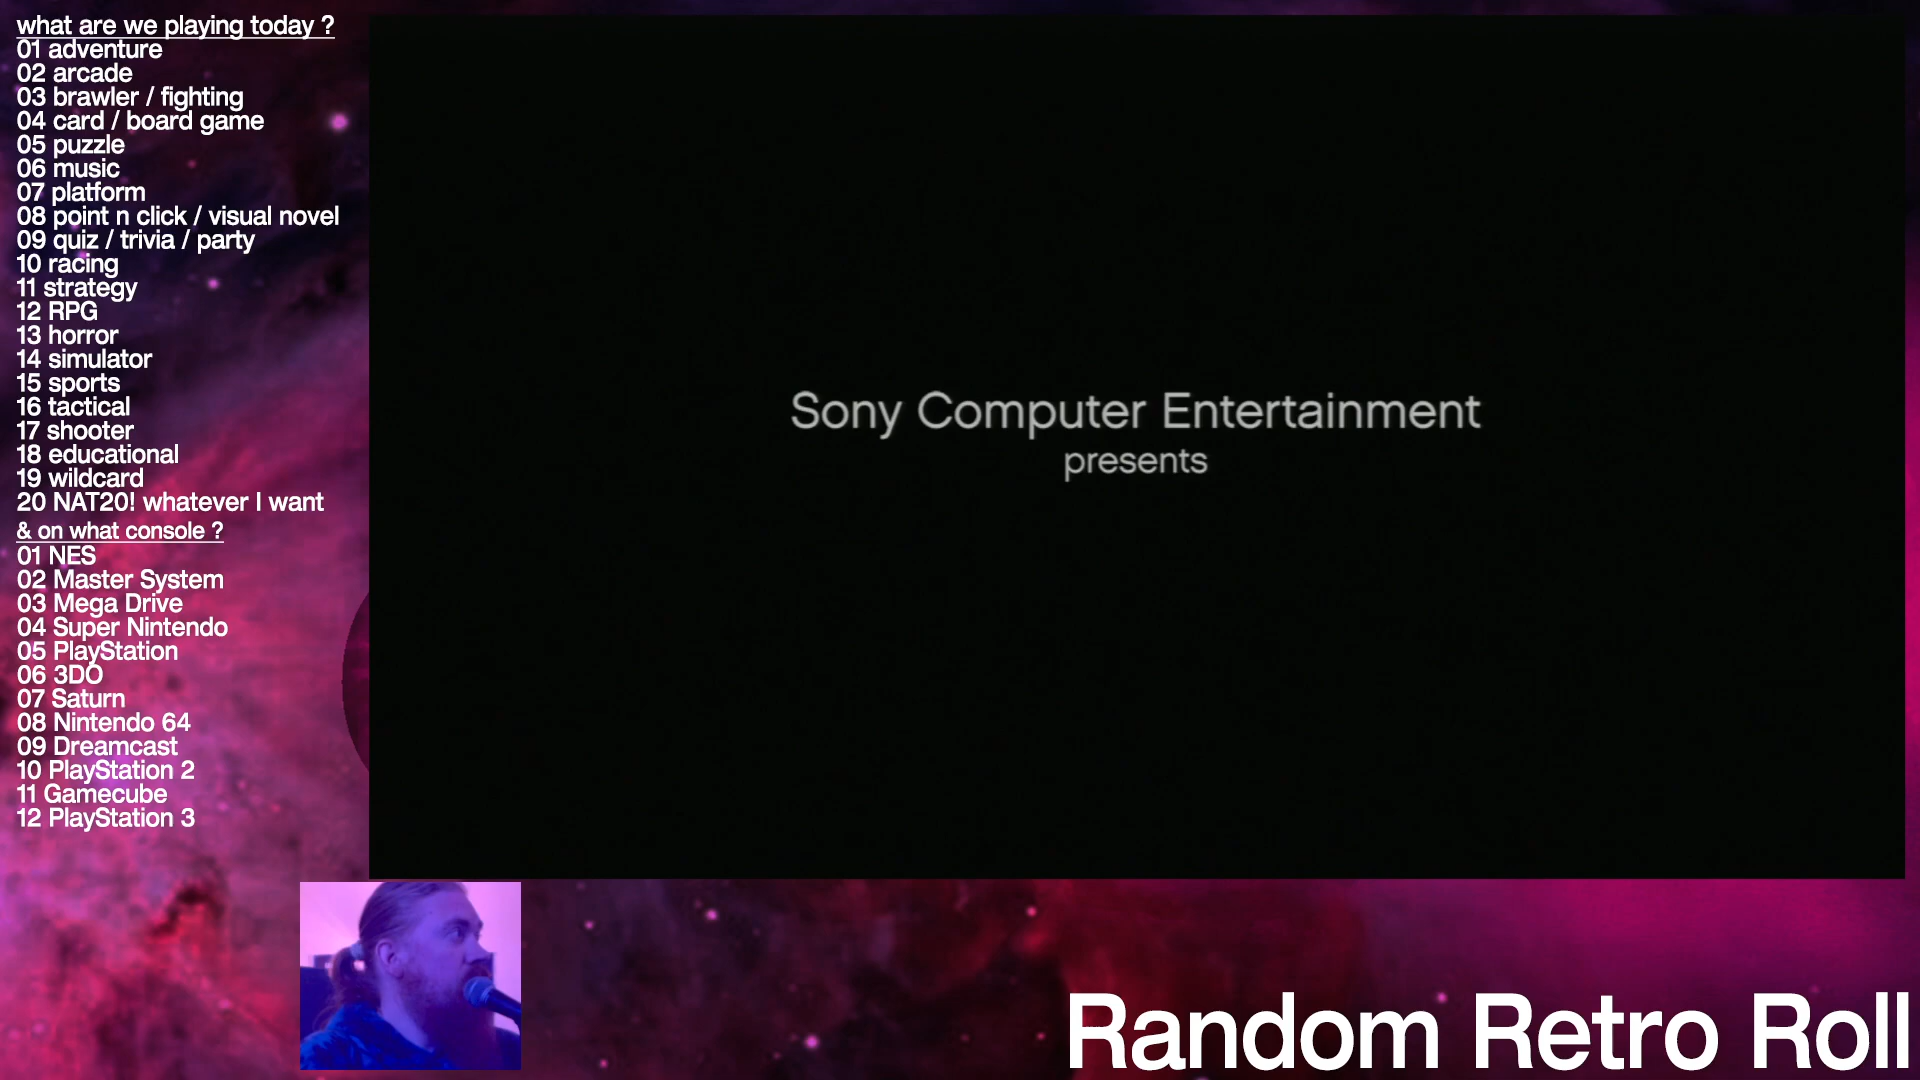 what are we playing today ?
01 adventure
02 arcade
03 brawler / fighting
04 card / board game
05 puzzle
06 music
07 platform
08 point n click / visual novel
09 quiz / trivia / party
10 racing
11 strategy
12 RPG
13 horror
14 simulator
15 sports
16 tactical
17 shooter
18 educational
19 wildcard
20 NAT20! whatever I want
& on what console ?
01 NES
02 Master System
03 Mega Drive
04 Super Nintendo
05 PlayStation
06 3DO
07 Saturn
08 Nintendo 64
09 Dreamcast
10 PlayStation 2
11 Gamecube
12 PlayStation 3
Sony Computer Entertainment
presents
Random Retro Roll